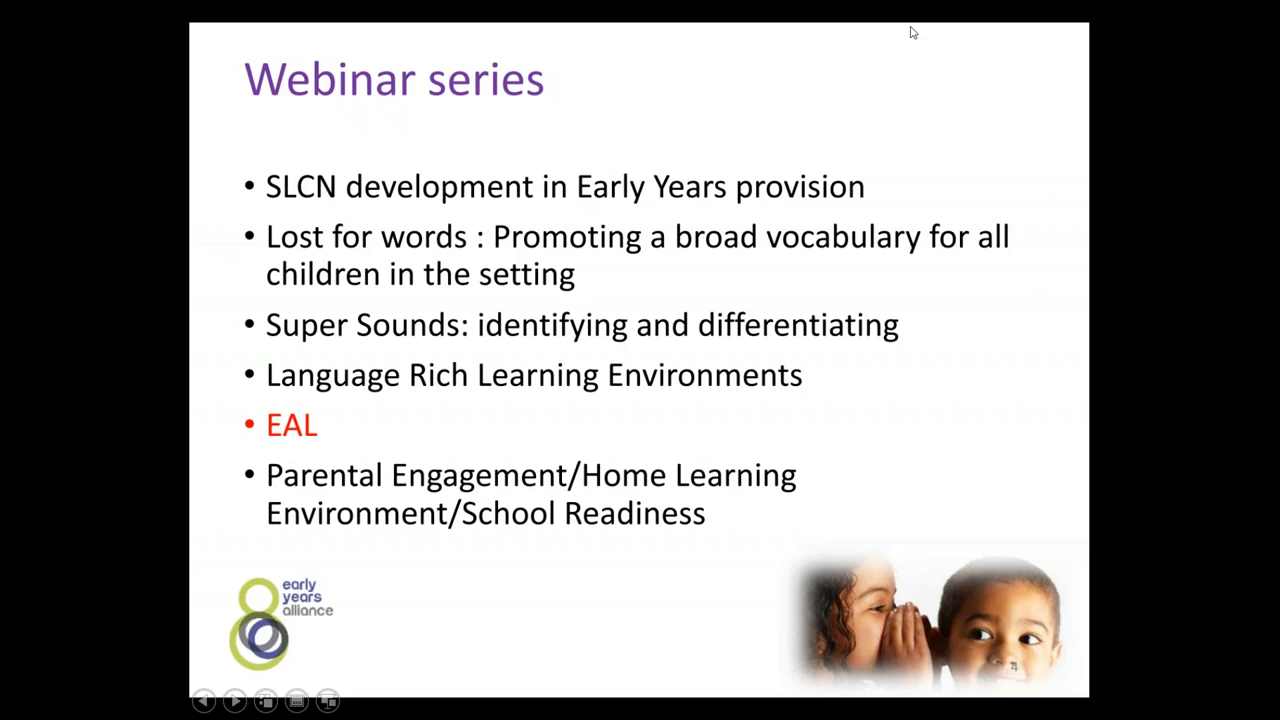 Webinar series
• SLCN development in Early Years provision
• Lost for words : Promoting a broad vocabulary for all
children in the setting
• Super Sounds: identifying and differentiating
• Language Rich Learning Environments
• EAL
• Parental Engagement/Home Learning
Environment/School Readiness
early
years
alliance
4